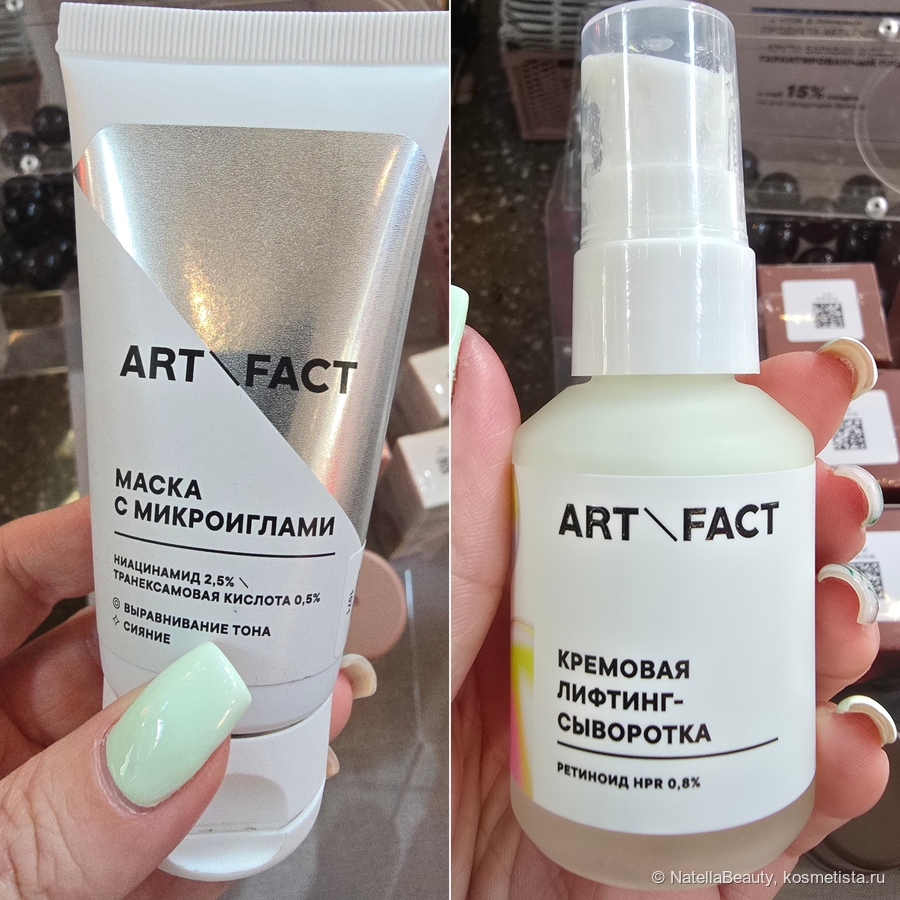 ART\FACT
МАСКА
С МИКРОИГЛАМИ
НИАЦИНАМИД 2,5% \
ТРАНЕКСАМОВАЯ КИСЛОТА 0,5%
ВЫРАВНИВАНИЕ ТОНА
СИЯНИЕ
15%
ART\FACT
КРЕМОВАЯ
ЛИФТИНГ-
СЫВОРОТКА
РЕТИНОИД HPR 0,8%
© NatellaBeauty, kosmetista.ru